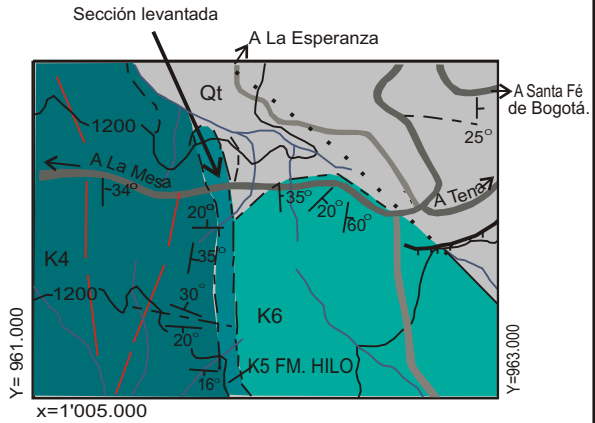 Sección levantada
A La Esperanza
Qt
A Santa Fé
de Bogotá.
1200
25°
A La Mesa
34°
A Tena
35°
20°
20°
60°
35°
K4
1200
30°
K6
20°
K5 FM. HILO
16°
Y= 961.000
Y=963.000
x=1'005.000